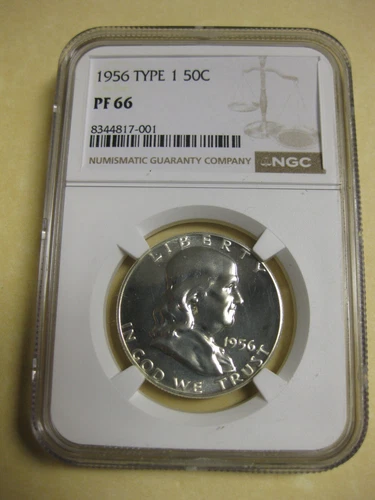 1956 TYPE 1 50C
PF 66
8344817-001
NUMISMATIC GUARANTY COMPANY NGC
LIBERTY
1956
IN GOD WE TRUST